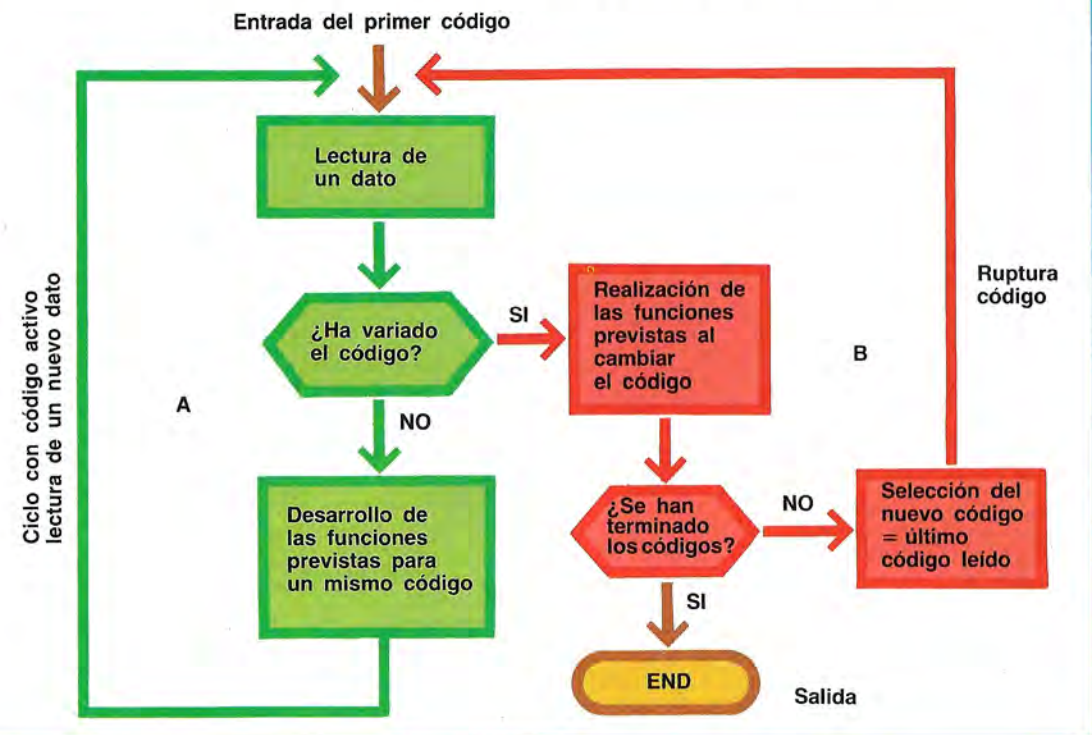 Entrada del primer código
Lectura de
un dato
¿Ha variado
el código?
SI
NO
Desarrollo de
las funciones
previstas para
un mismo código
A
Ciclo con código activo
lectura de un nuevo dato
Realización de
las funciones
previstas al
cambiar
el código
B
Ruptura
código
¿Se han
terminado
los códigos?
NO
Selección del
nuevo código
= último
código leído
SI
END
Salida